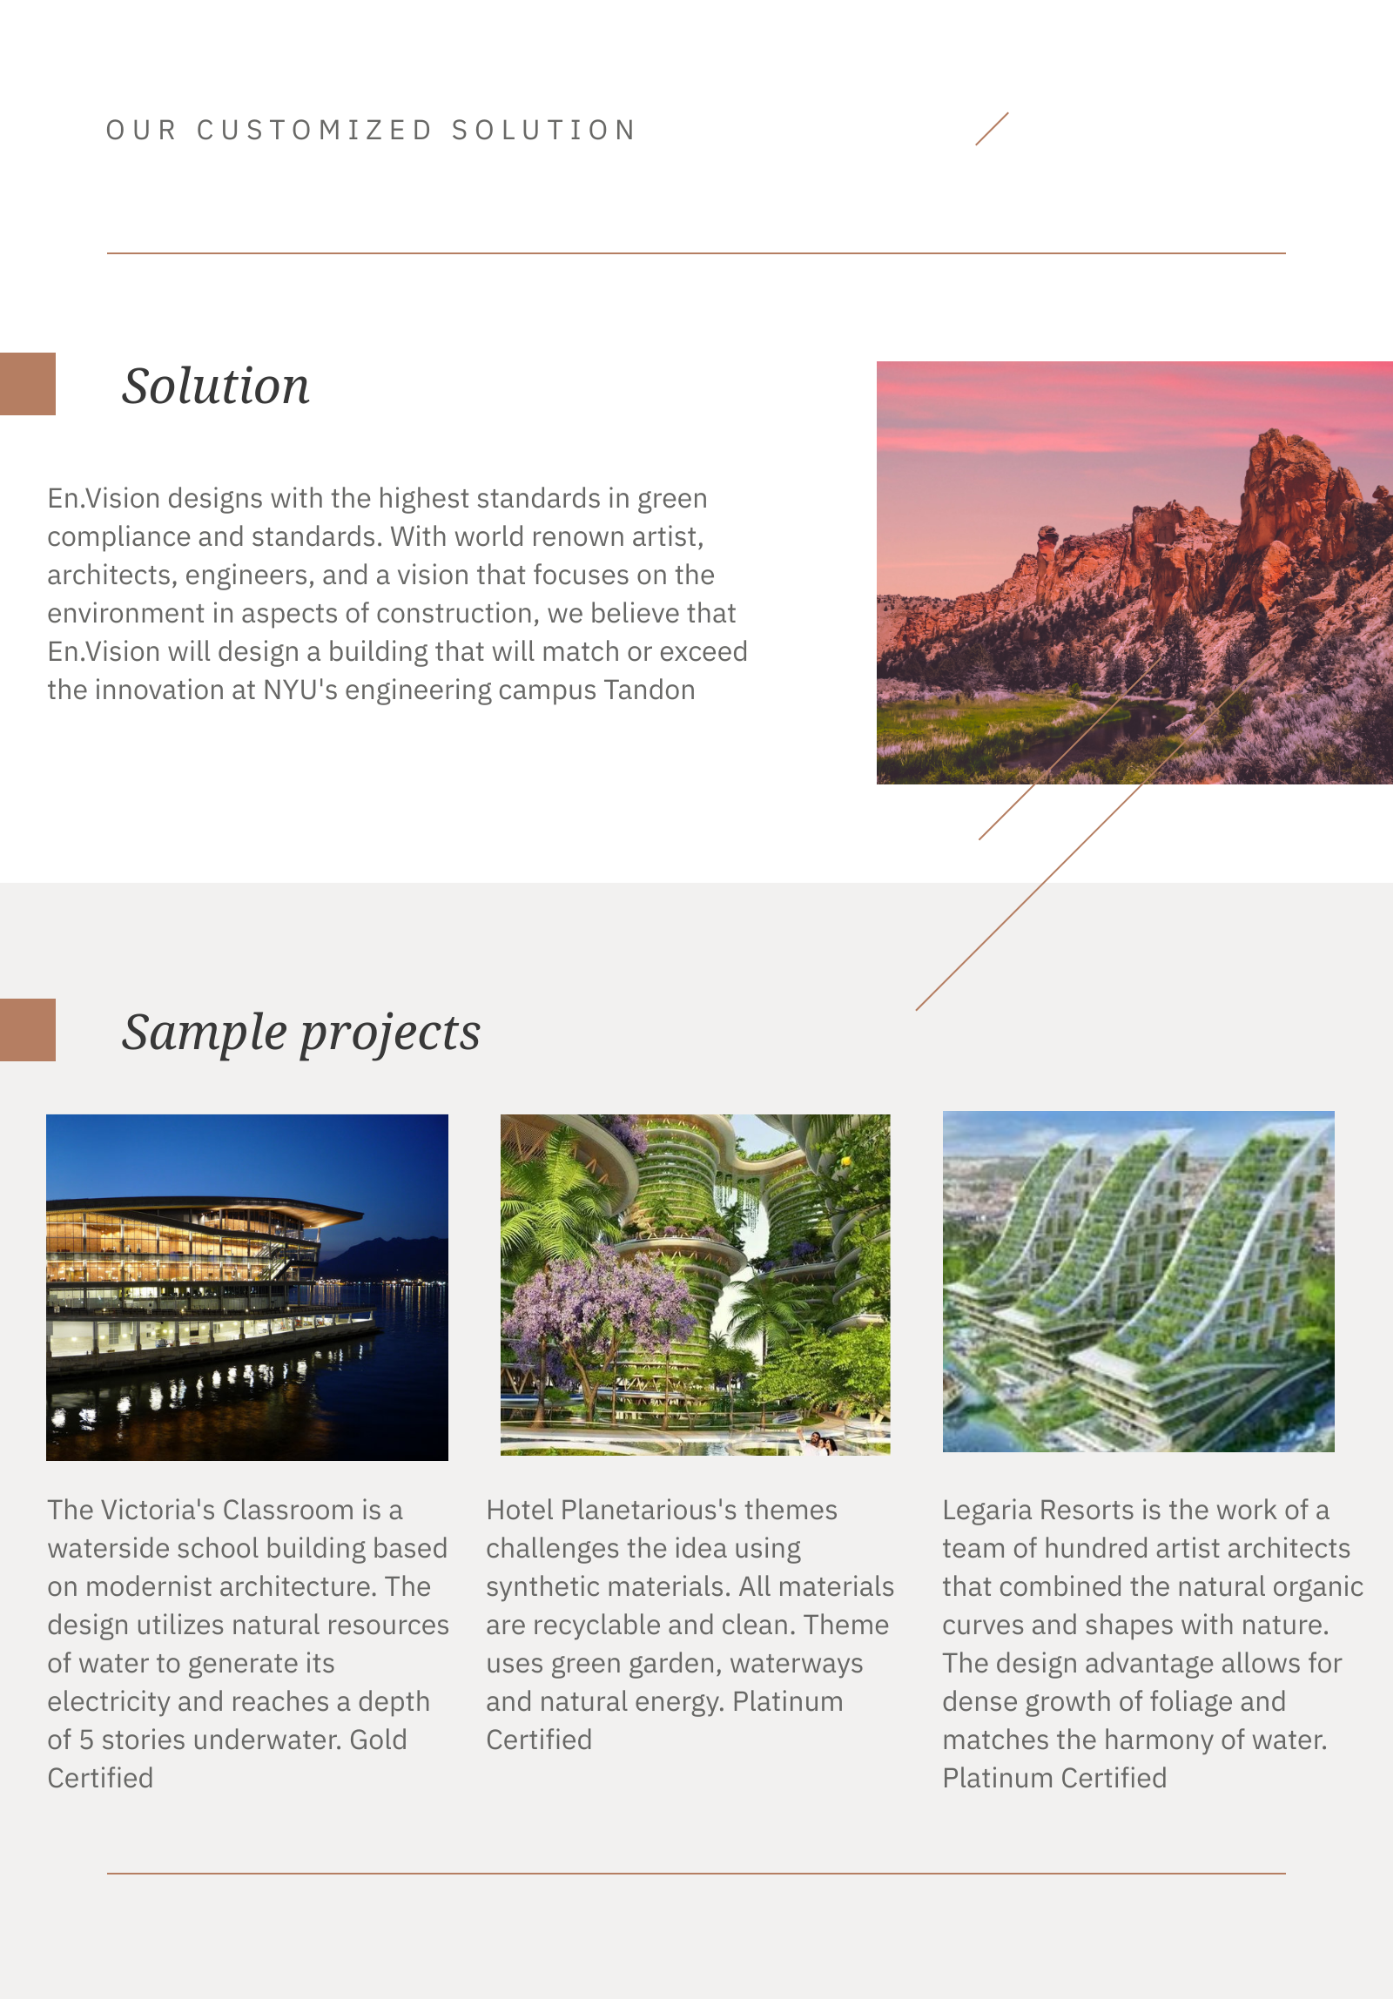 OUR CUSTOMIZED SOLUTION
Solution
En.Vision designs with the highest standards in green
compliance and standards. With world renown artist,
architects, engineers, and a vision that focuses on the
environment in aspects of construction, we believe that
En.Vision will design a building that will match or exceed
the innovation at NYU's engineering campus Tandon
Sample projects
The Victoria's Classroom is a
waterside school building based
on modernist architecture. The
design utilizes natural resources
of water to generate its
electricity and reaches a depth
of 5 stories underwater. Gold
Certified
Hotel Planetarious's themes
challenges the idea using
synthetic materials. All materials
are recyclable and clean. Theme
uses green garden, waterways
and natural energy. Platinum
Certified
Legaria Resorts is the work of a
team of hundred artist architects
that combined the natural organic
curves and shapes with nature.
The design advantage allows for
dense growth of foliage and
matches the harmony of water.
Platinum Certified